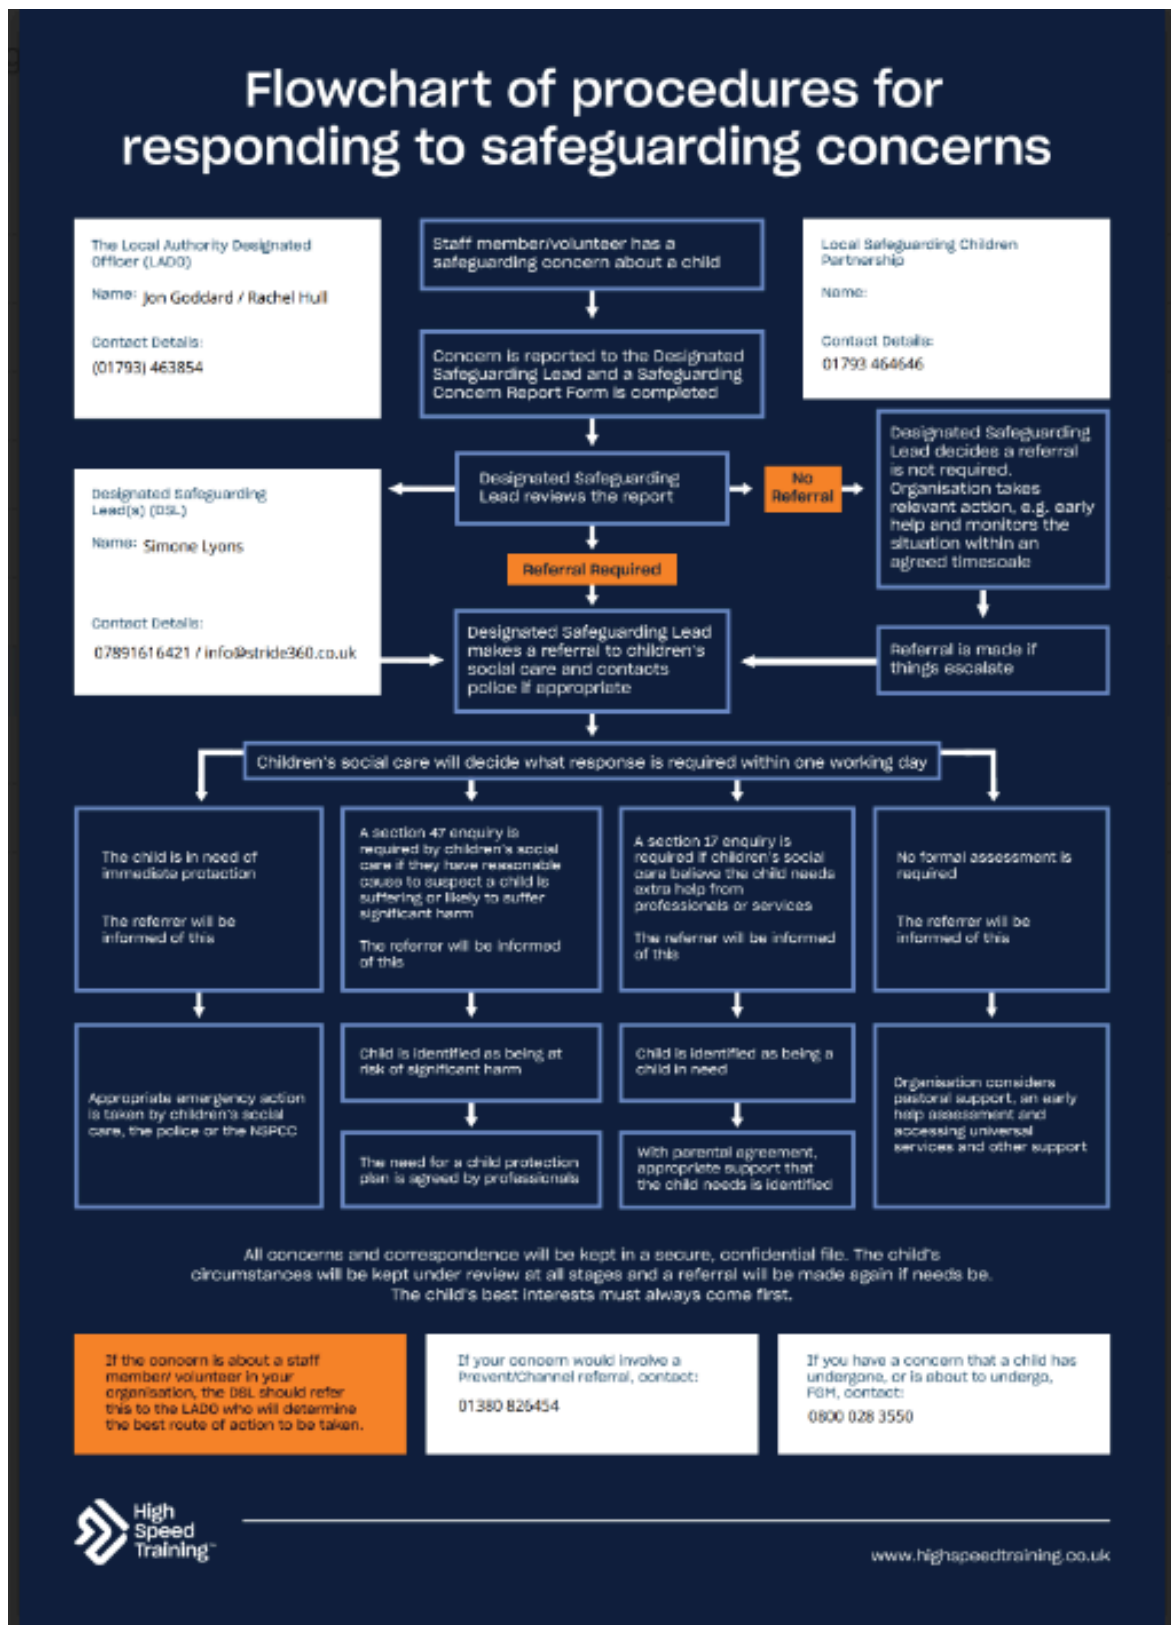 Flowchart of procedures for
responding to safeguarding concerns
The Local Authority Designated
Officer (LADO)
Name: Jon Goddard / Rachel Hull
Contact Details:
(01793) 463854
Staff member/volunteer has a
safeguarding concern about a child
Local Safeguarding Children
Partnership
Name:
Contact Details:
01793 464646
Concern is reported to the Designated
Safeguarding Lead and a Safeguarding
Concern Report Form is completed
Designated Safeguarding
Lead(s) (DSL)
Name: Simone Lyons
Contact Details:
07891616421 / info@stride360.co.uk
Designated Safeguarding
Lead reviews the report
No
Referral
Designated Safeguarding
Lead decides a referral
is not required.
Organisation takes
relevant action, e.g. early
help and monitors the
situation within an
agreed timescale
Referral Required
Designated Safeguarding Lead
makes a referral to children's
social care and contacts
police if appropriate
Referral is made if
things escalate
Children's social care will decide what response is required within one working day
The child is in need of
immediate protection
The referrer will be
informed of this
A section 47 enquiry is
required by children's social
care if they have reasonable
cause to suspect a child is
suffering or likely to suffer
significant harm
The referrer will be informed
of this
A section 17 enquiry is
required if children's social
care believe the child needs
extra help from
professionals or services
The referrer will be informed
of this
No formal assessment is
required
The referrer will be
informed of this
Appropriate emergency action
is taken by children's social
care, the police or the NSPCC
Child is identified as being at
risk of significant harm
The need for a child protection
plan is agreed by professionals
Child is identified as being a
child in need
With parental agreement,
appropriate support that
the child needs is identified
Organisation considers
pastoral support, an early
help assessment and
accessing universal
services and other support
All concerns and correspondence will be kept in a secure, confidential file. The child's
circumstances will be kept under review at all stages and a referral will be made again if needs be.
The child's best interests must always come first.
If the concern is about a staff
member/ volunteer in your
organisation, the DSL should refer
this to the LADO who will determine
the best route of action to be taken.
If your concern would involve a
Prevent/Channel referral, contact:
01380 826454
If you have a concern that a child has
undergone, or is about to undergo,
FGM, contact:
0800 028 3550
High
Speed
Training™
www.highspeedtraining.co.uk